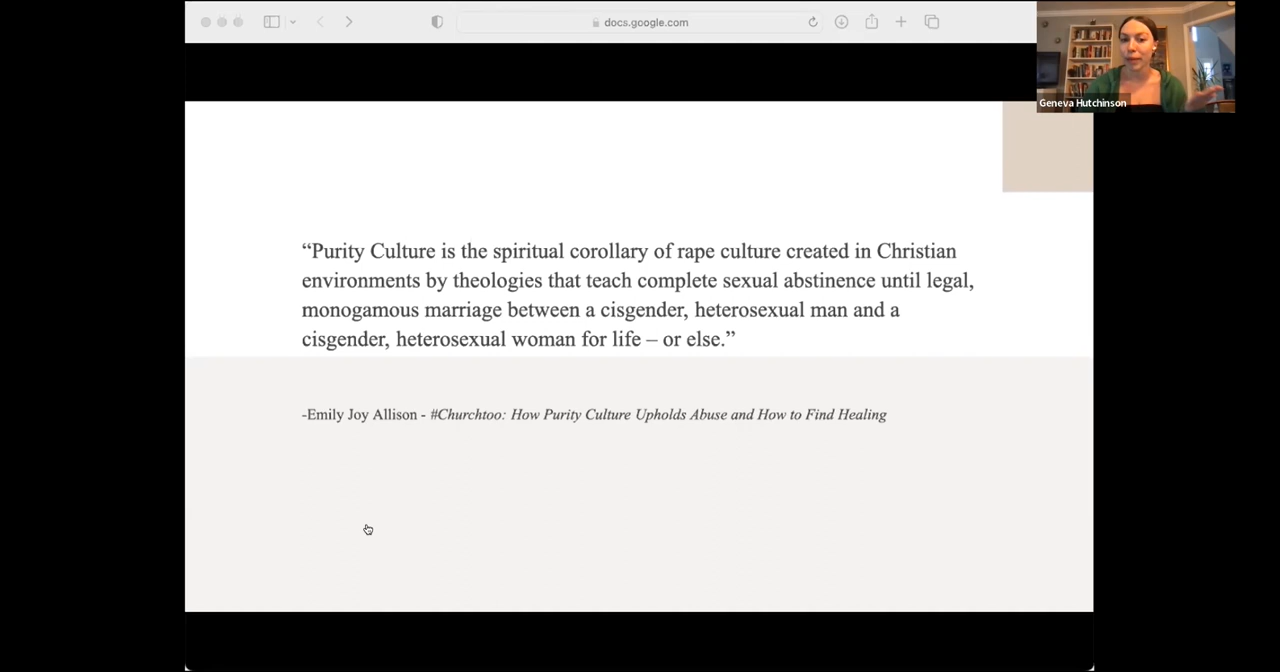 docs.google.com
Geneva Hutchinson
“Purity Culture is the spiritual corollary of rape culture created in Christian
environments by theologies that teach complete sexual abstinence until legal,
monogamous marriage between a cisgender, heterosexual man and a
cisgender, heterosexual woman for life – or else.”
-Emily Joy Allison - #Churchtoo: How Purity Culture Upholds Abuse and How to Find Healing